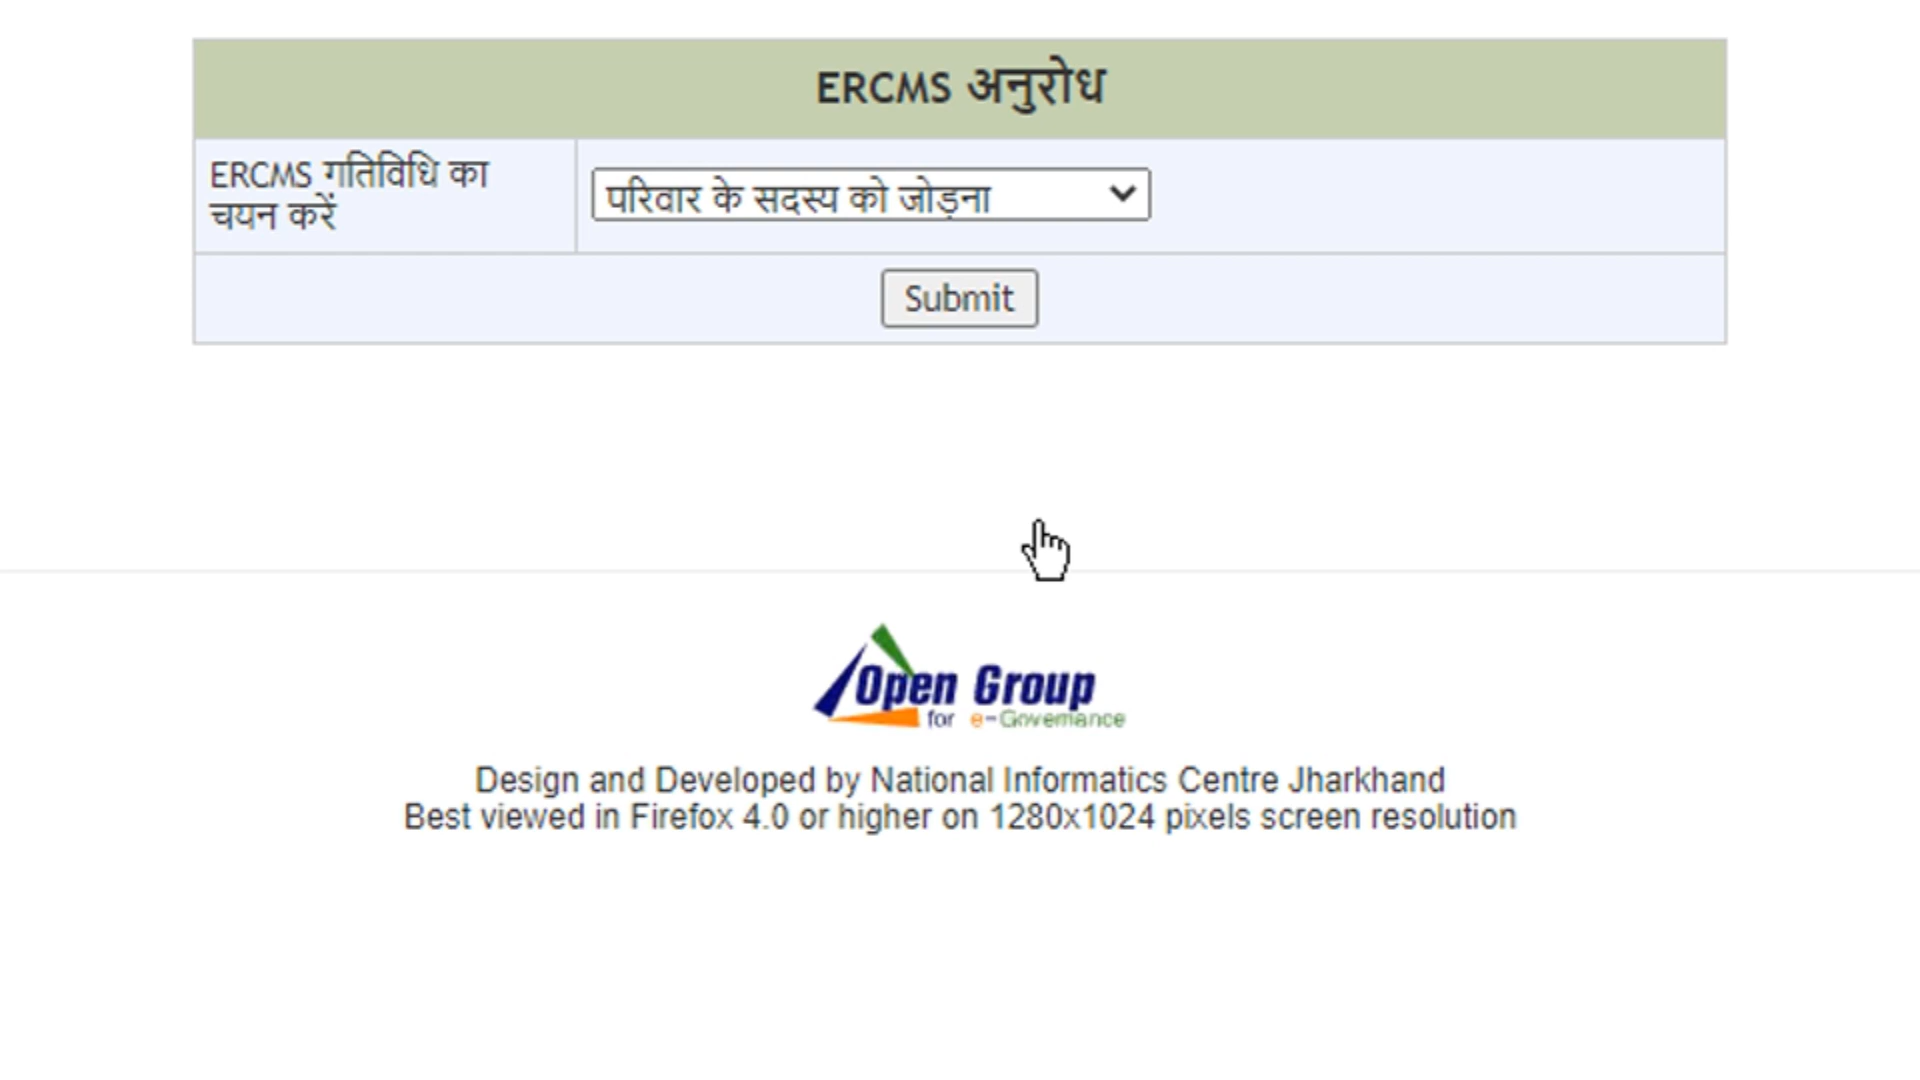 ERCMS अनुरोध
ERCMS गतिविधि का
चयन करें
परिवार के सदस्य को जोड़ना
Submit
Open Group
for e-Governance
Design and Developed by National Informatics Centre Jharkhand
Best viewed in Firefox 4.0 or higher on 1280x1024 pixels screen resolution